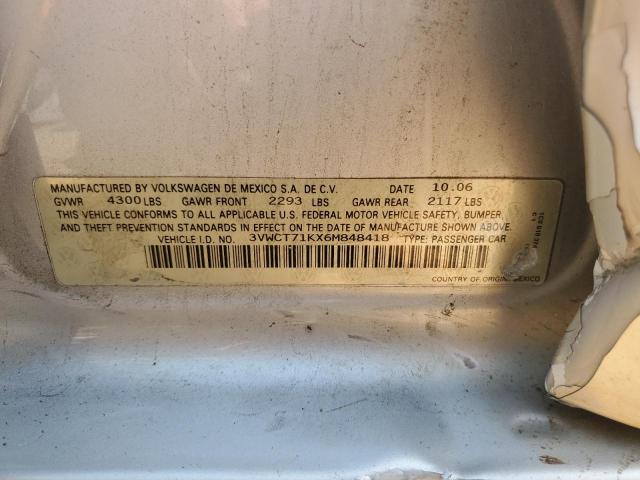 MANUFACTURED BY VOLKSWAGEN DE MEXICO S.A. DE C.V. DATE 10.06
GVWR 4300 LBS GAWR FRONT 2293 LBS GAWR REAR 2117 LBS
THIS VEHICLE CONFORMS TO ALL APPLICABLE U.S. FEDERAL MOTOR VEHICLE SAFETY, BUMPER,
AND THEFT PREVENTION STANDARDS IN EFFECT ON DATE OF MANUFACTURE SHOWN ABOVE.
VEHICLE I.D. NO. 3VWCT71KX6M848418 TYPE: PASSENGER CAR
COUNTRY OF ORIGIN: MEXICO